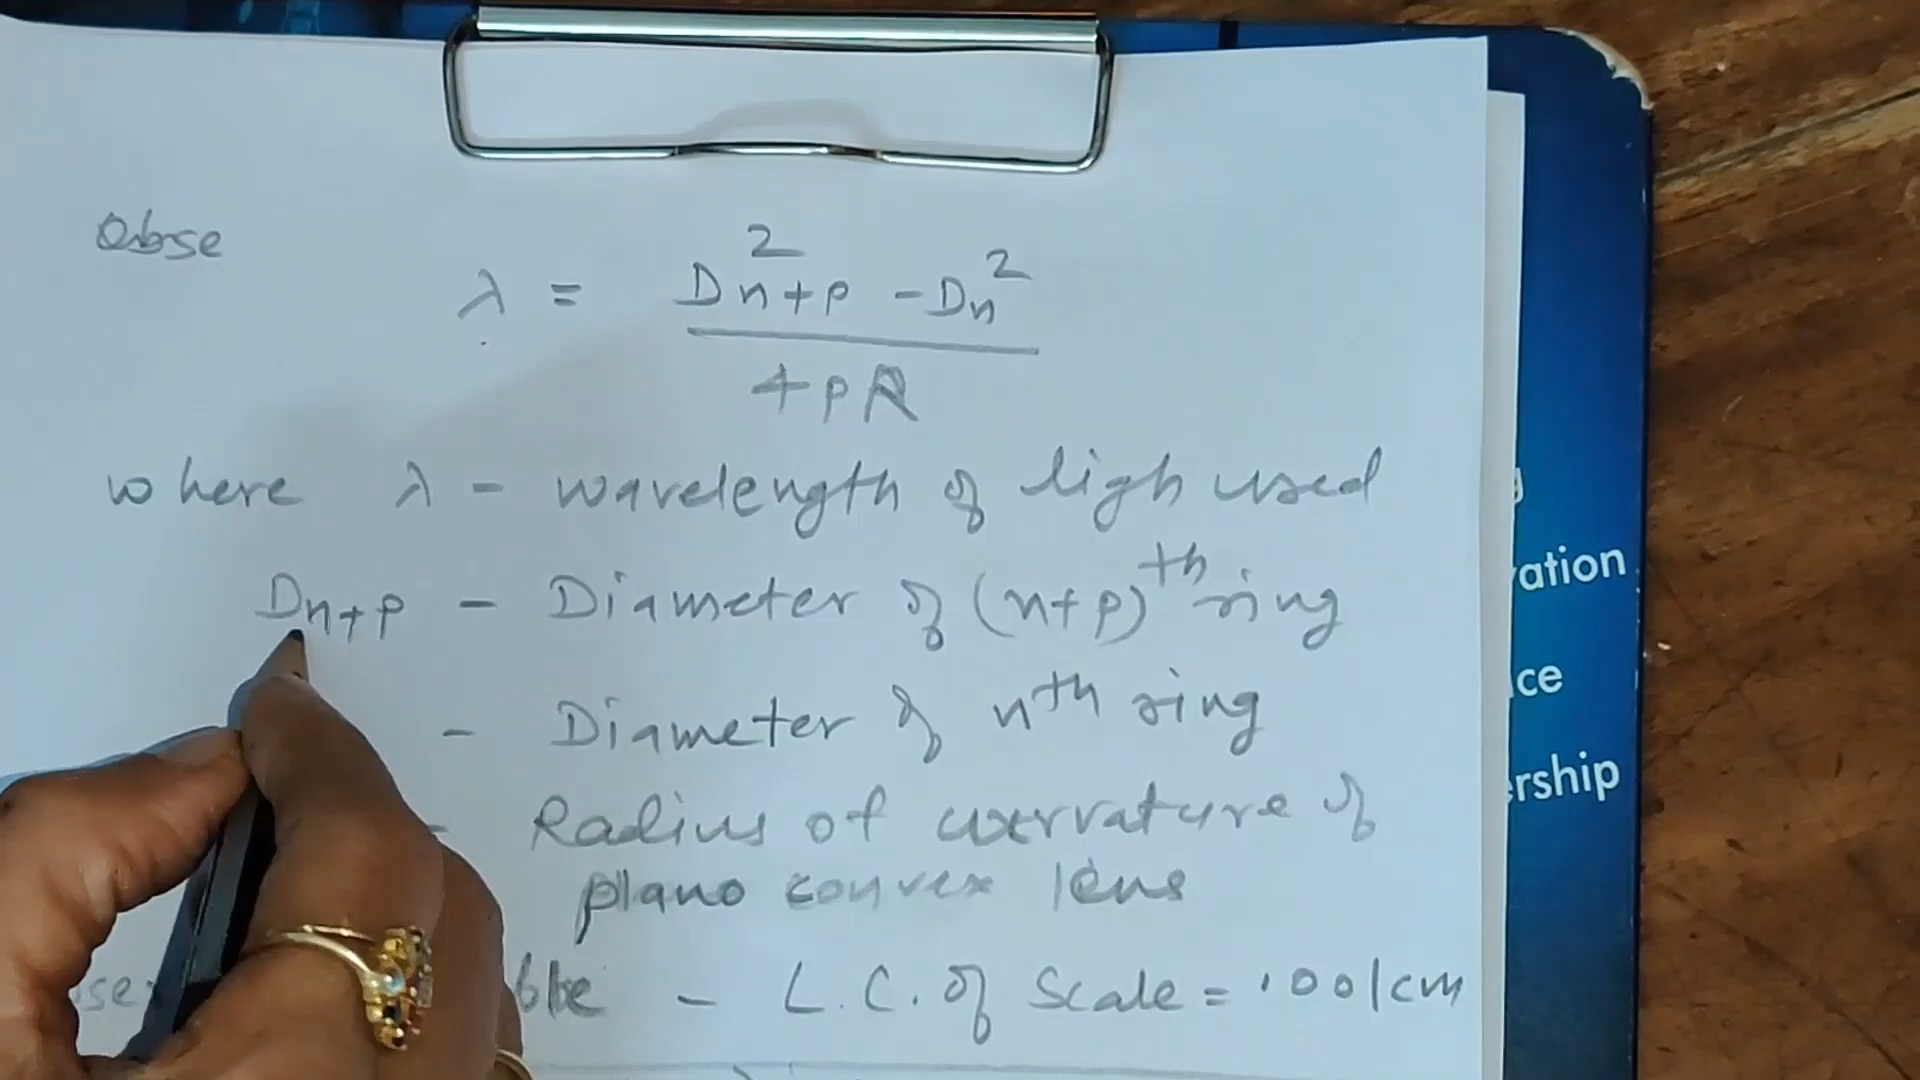 Obse
λ = D²n+p - Dn²
4pR
where λ - wavelength of ligh used
Dn+p - Diameter of (n+p)th ring
- Diameter of nth ring
- Radius of curvature of
plano convex lens
- L.C. of Scale = .001cm
ation
ce
rship